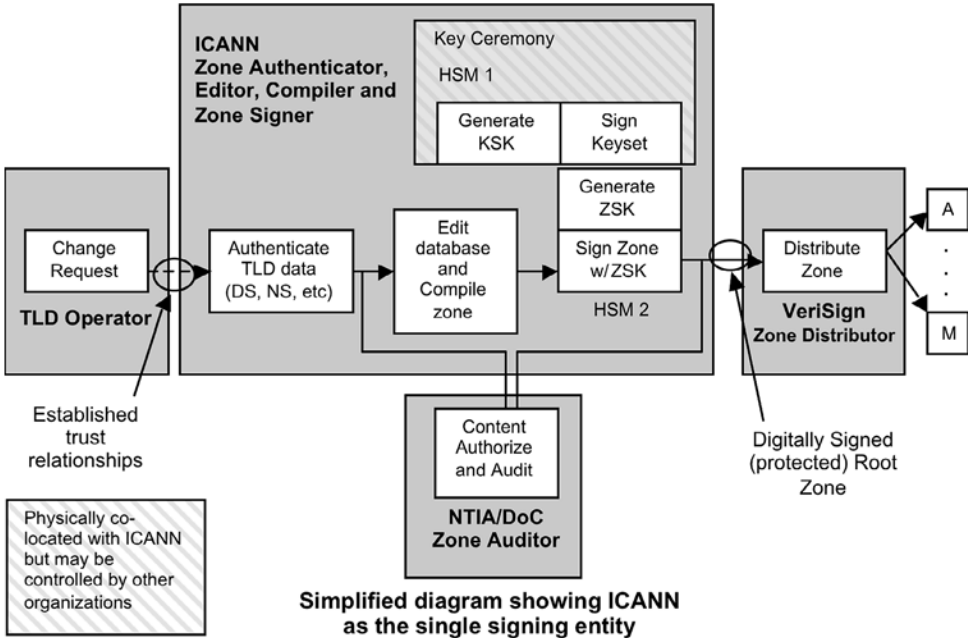 ICANN
Zone Authenticator,
Editor, Compiler and
Zone Signer
Key Ceremony
HSM 1
Generate
KSK
Sign
Keyset
Generate
ZSK
Sign Zone
w/ZSK
HSM 2
Change
Request
TLD Operator
Authenticate
TLD data
(DS, NS, etc)
Edit
database
and
Compile
zone
Distribute
Zone
VeriSign
Zone Distributor
A
.
.
.
M
Established
trust
relationships
Content
Authorize
and Audit
NTIA/DoC
Zone Auditor
Digitally Signed
(protected) Root
Zone
Physically co-
located with ICANN
but may be
controlled by other
organizations
Simplified diagram showing ICANN
as the single signing entity